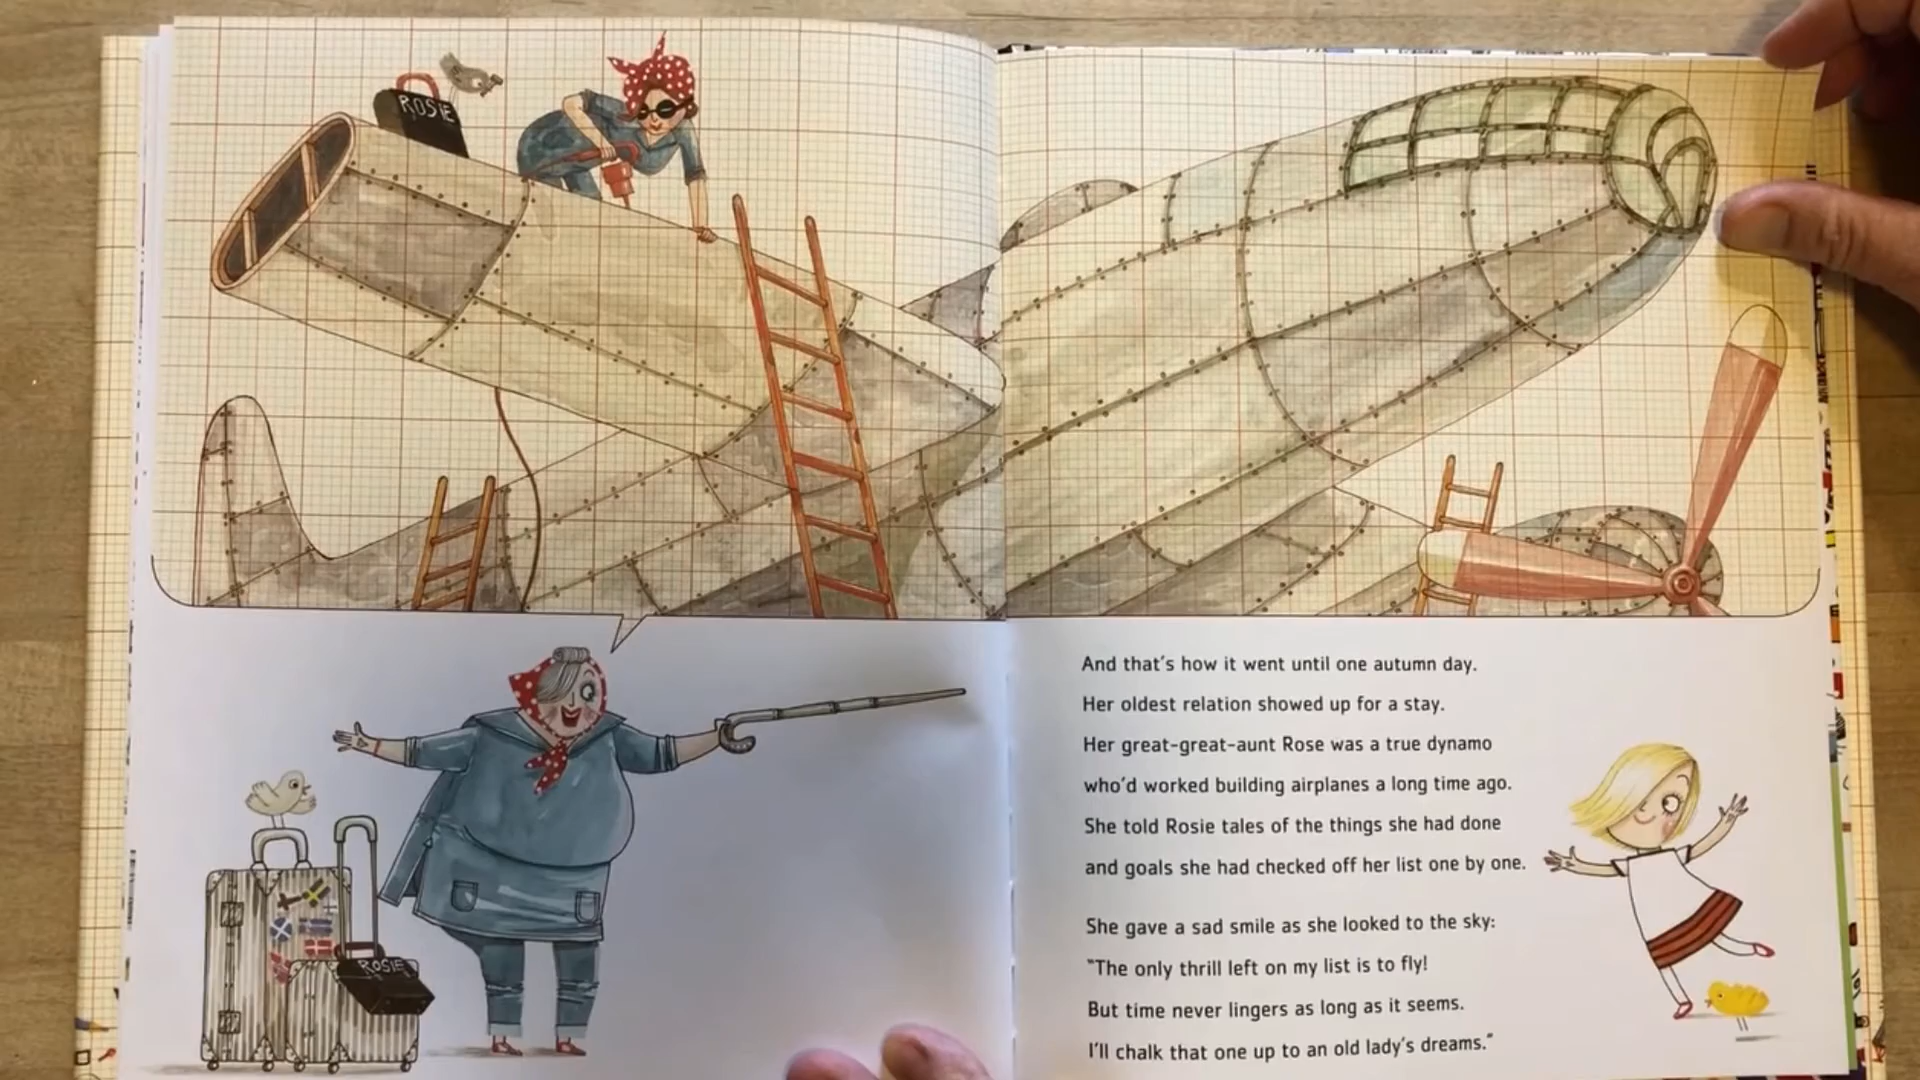 ROSIE
ROSIE
And that's how it went until one autumn day.
Her oldest relation showed up for a stay.
Her great-great-aunt Rose was a true dynamo
who'd worked building airplanes a long time ago.
She told Rosie tales of the things she had done
and goals she had checked off her list one by one.
She gave a sad smile as she looked to the sky:
"The only thrill left on my list is to fly!
But time never lingers as long as it seems.
I'll chalk that one up to an old lady's dreams."